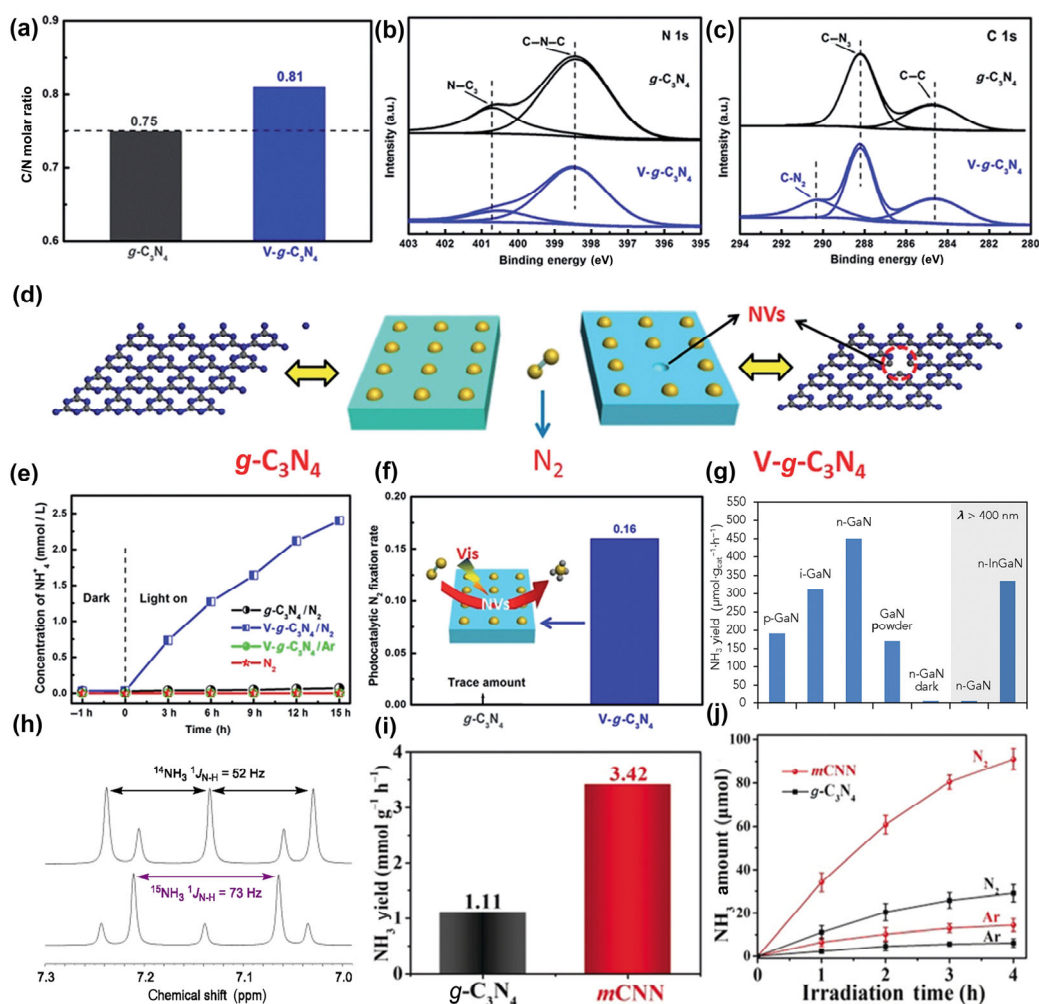 (a)
C/N molar ratio
0.9
0.8
0.7
0.6
0.75
0.81
g-C₃N₄
V-g-C₃N₄
(b)
N 1s
C–N–C
N–C₃
g-C₃N₄
V-g-C₃N₄
Intensity (a.u.)
403 401 400 399 398 397 396 395
Binding energy (eV)
(c)
C 1s
C–N₃
g-C₃N₄
C–C
C-N₂
V-g-C₃N₄
Intensity (a.u.)
294 292 290 288 286 284 282 280
Binding energy (eV)
(d)
NVs
g-C₃N₄
N₂
V-g-C₃N₄
(e)
Concentration of NH₄⁺ (mmol / L)
2.5
2.0
1.5
1.0
0.5
0.0
Dark
Light on
g-C₃N₄/N₂
V-g-C₃N₄/N₂
V-g-C₃N₄/Ar
N₂
−1 h 0 3 h 6 h 9 h 12 h 15 h
Time (h)
(f)
Photocatalytic N₂ fixation rate
0.20
0.15
0.10
0.05
0.00
0.16
Vis
NVs
Trace amount
g-C₃N₄
V-g-C₃N₄
(g)
NH₃ yield (μmol·gcat⁻¹·h⁻¹)
550
500
450
400
350
300
250
200
150
100
50
0
λ > 400 nm
p-GaN
i-GaN
n-GaN
GaN
powder
n-GaN
dark
n-GaN
n-InGaN
(h)
¹⁴NH₃ ¹J_N-H = 52 Hz
¹⁵NH₃ ¹J_N-H = 73 Hz
7.3 7.2 7.1 7.0
Chemical shift (ppm)
(i)
NH₃ yield (mmol g⁻¹ h⁻¹)
4
3
2
1
0
1.11
3.42
g-C₃N₄
mCNN
(j)
NH₃ amount (μmol)
100
80
60
40
20
0
mCNN
g-C₃N₄
N₂
N₂
Ar
Ar
0 1 2 3 4
Irradiation time (h)